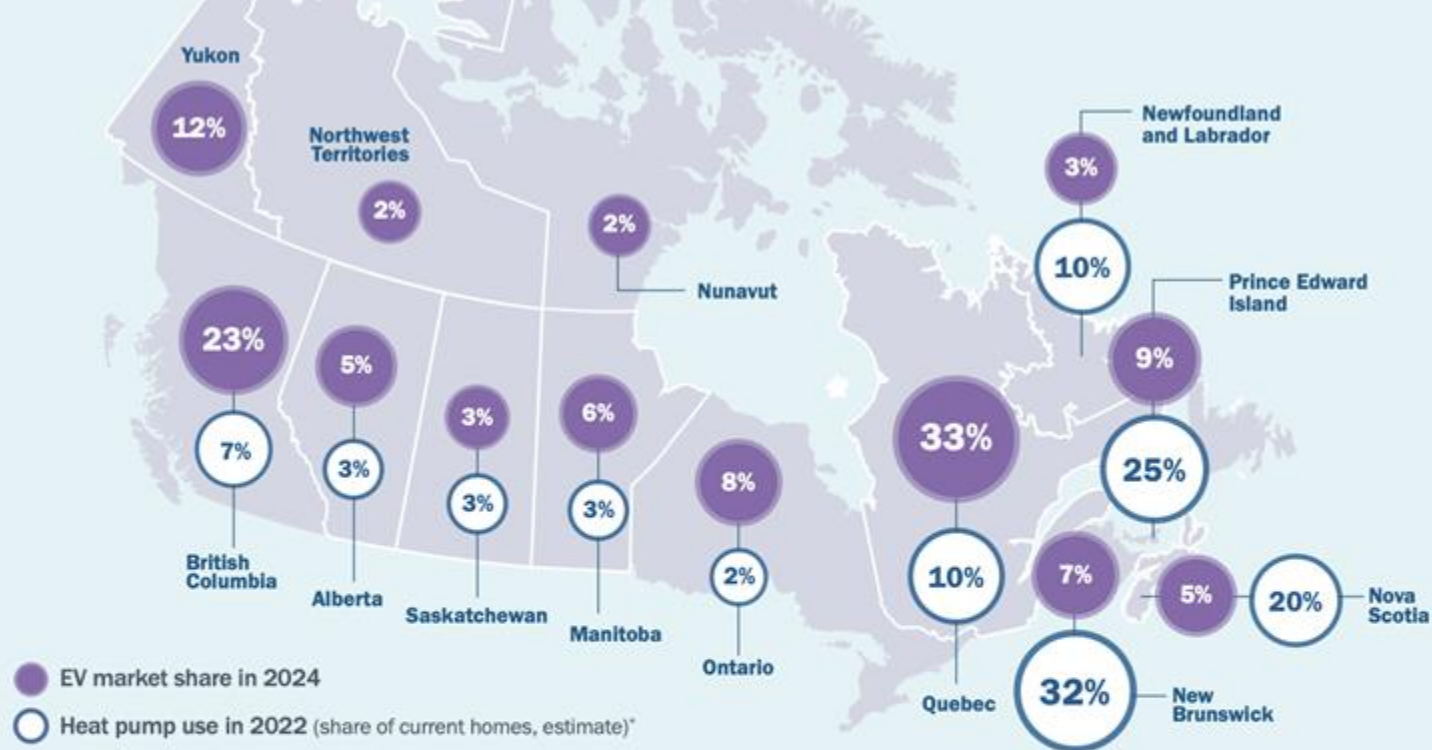 Yukon
12%
Northwest
Territories
2%
2%
Nunavut
Newfoundland
and Labrador
3%
10%
Prince Edward
Island
9%
25%
23%
7%
British
Columbia
5%
3%
Alberta
3%
3%
Saskatchewan
6%
3%
Manitoba
8%
2%
Ontario
33%
10%
Quebec
7%
32%
New
Brunswick
5%
20%
Nova
Scotia
EV market share in 2024
Heat pump use in 2022 (share of current homes, estimate)*